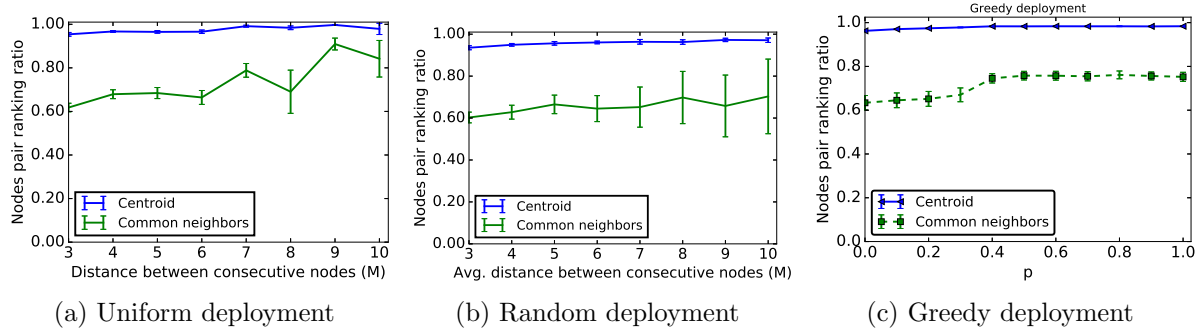 Nodes pair ranking ratio
1.00
0.80
0.60
0.40
0.20
0.00
Centroid
Common neighbors
3 4 5 6 7 8 9 10
Distance between consecutive nodes (M)
(a) Uniform deployment
Nodes pair ranking ratio
1.00
0.80
0.60
0.40
0.20
0.00
Centroid
Common neighbors
3 4 5 6 7 8 9 10
Avg. distance between consecutive nodes (M)
(b) Random deployment
Greedy deployment
Nodes pair ranking ratio
1.00
0.80
0.60
0.40
0.2
0.0
Centroid
Common neighbors
0.0 0.2 0.4 0.6 0.8 1.0
p
(c) Greedy deployment